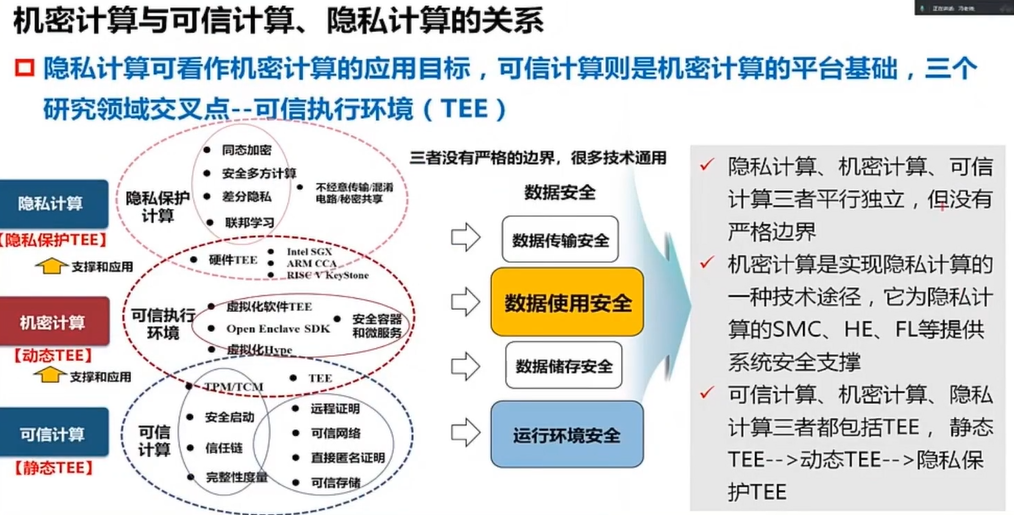 机密计算与可信计算、隐私计算的关系
隐私计算可看作机密计算的应用目标，可信计算则是机密计算的平台基础，三个
研究领域交叉点--可信执行环境（TEE）
隐私计算
【隐私保护TEE】
支撑和应用
机密计算
【动态TEE】
支撑和应用
可信计算
【静态TEE】
隐私保护
计算
同态加密
安全多方计算
差分隐私
联邦学习
不经意传输/混淆
电路/秘密共享
可信执行
环境
硬件TEE
Intel SGX
ARM CCA
RISC V KeyStone
虚拟化软件TEE
Open Enclave SDK
虚拟化Hype
安全容器
和微服务
可信
计算
TPM/TCM
安全启动
信任链
完整性度量
TEE
远程证明
可信网络
直接匿名证明
可信存储
三者没有严格的边界，很多技术通用
数据安全
数据传输安全
数据使用安全
数据储存安全
运行环境安全
隐私计算、机密计算、可信
计算三者平行独立，但没有
严格边界
机密计算是实现隐私计算的
一种技术途径，它为隐私计
算的SMC、HE、FL等提供
系统安全支撑
可信计算、机密计算、隐私
计算三者都包括TEE，静态
TEE-->动态TEE-->隐私保
护TEE